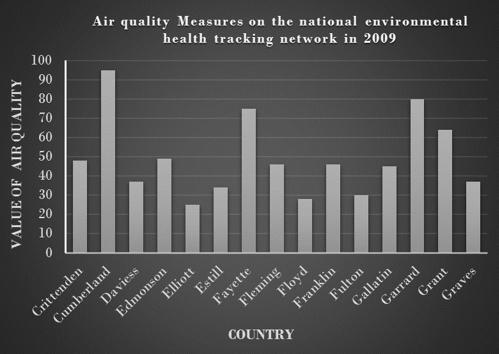 Air quality Measures on the national environmental
health tracking network in 2009
VALUE OF AIR QUALITY
100
90
80
70
60
50
40
30
20
10
0
Crittenden
Cumberland
Daviess
Edmonson
Elliott
Estill
Fayette
Fleming
Floyd
Franklin
Fulton
Gallatin
Garrard
Grant
Graves
COUNTRY